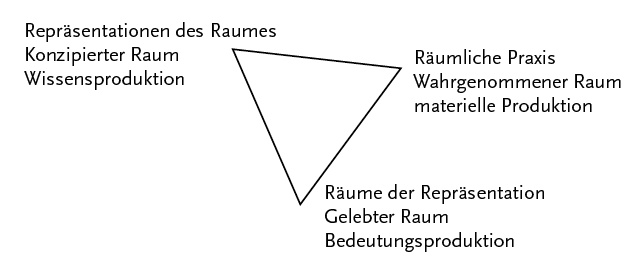 Repräsentationen des Raumes
Konzipierter Raum
Wissensproduktion
Räumliche Praxis
Wahrgenommener Raum
materielle Produktion
Räume der Repräsentation
Gelebter Raum
Bedeutungsproduktion